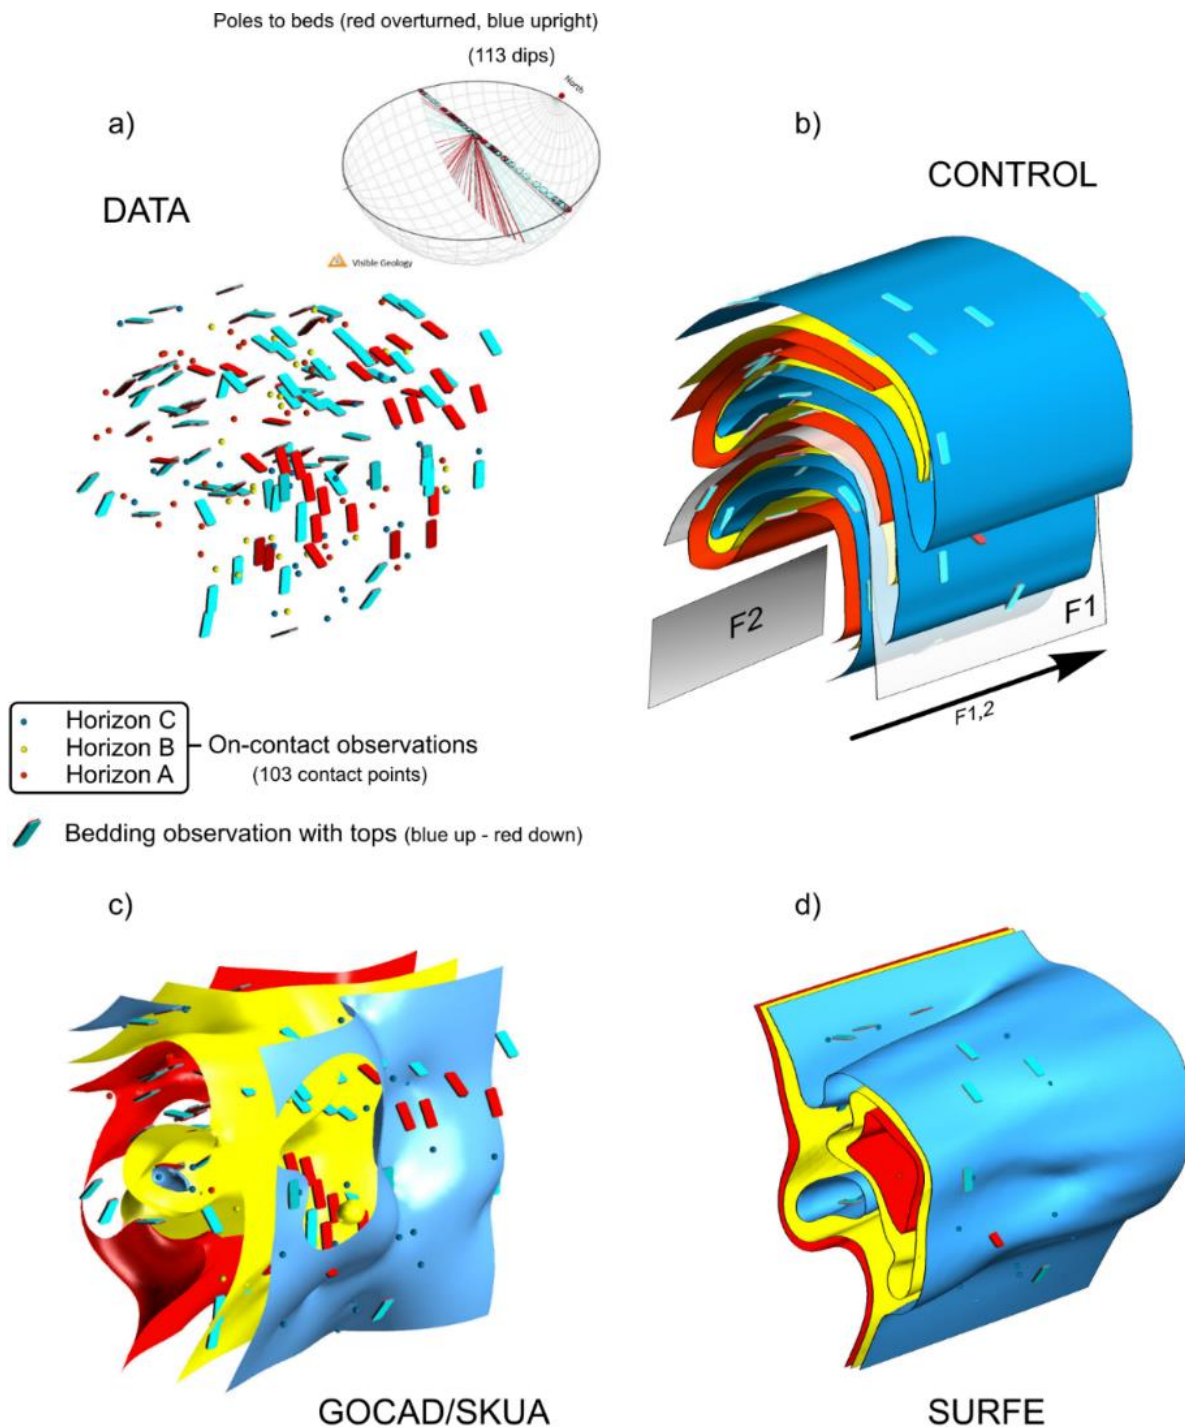 Poles to beds (red overturned, blue upright)
(113 dips)
North
a)
b)
DATA
CONTROL
Visible Geology
F2
F1
F1,2
Horizon C
Horizon B
Horizon A
On-contact observations
(103 contact points)
Bedding observation with tops (blue up - red down)
c)
d)
GOCAD/SKUA
SURFE